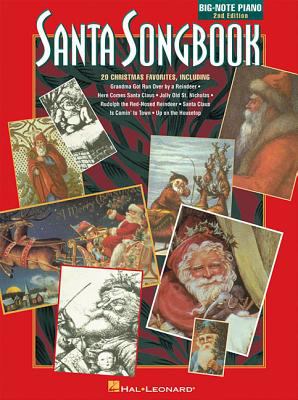 BIG-NOTE PIANO
2nd Edition
SANTA SONGBOOK
20 CHRISTMAS FAVORITES, INCLUDING
Grandma Got Run Over by a Reindeer •
Here Comes Santa Claus • Jolly Old St. Nicholas •
Rudolph the Red-Nosed Reindeer • Santa Claus
Is Comin' to Town • Up on the Housetop
A Merry
HAL•LEONARD®